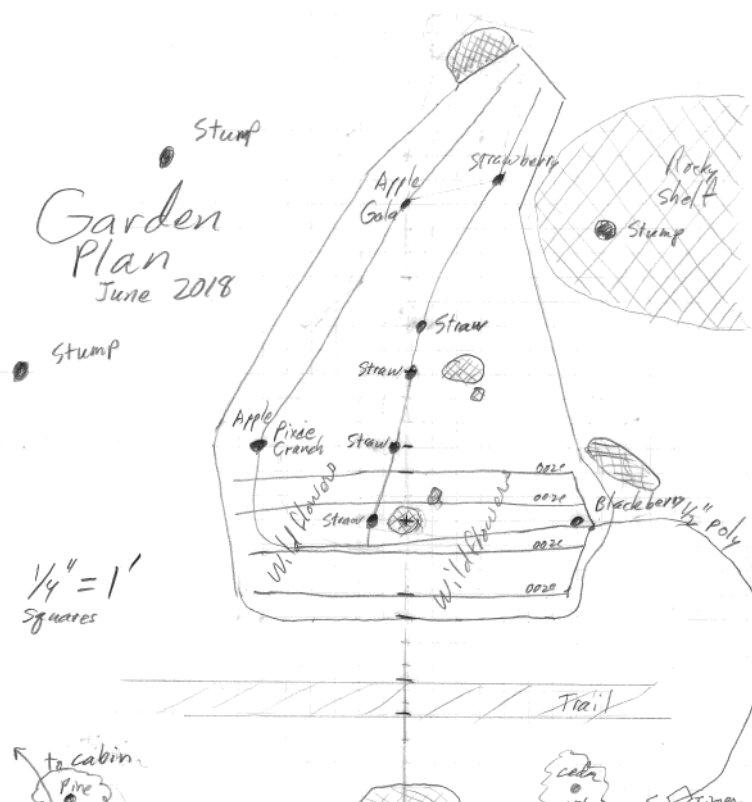 Stump
Strawberry
Rocky
Shelf
Apple
Gala
Stump
Garden
Plan
June 2018
Straw
Stump
Straw
Apple
Pixie
Crunch
Straw
ooze
Wildflowers
Wildflowers
ooze
Blackberry
1/2" Poly
Straw
ooze
1/4" = 1'
Squares
ooze
Trail
to cabin
Pine
cedar
Timer